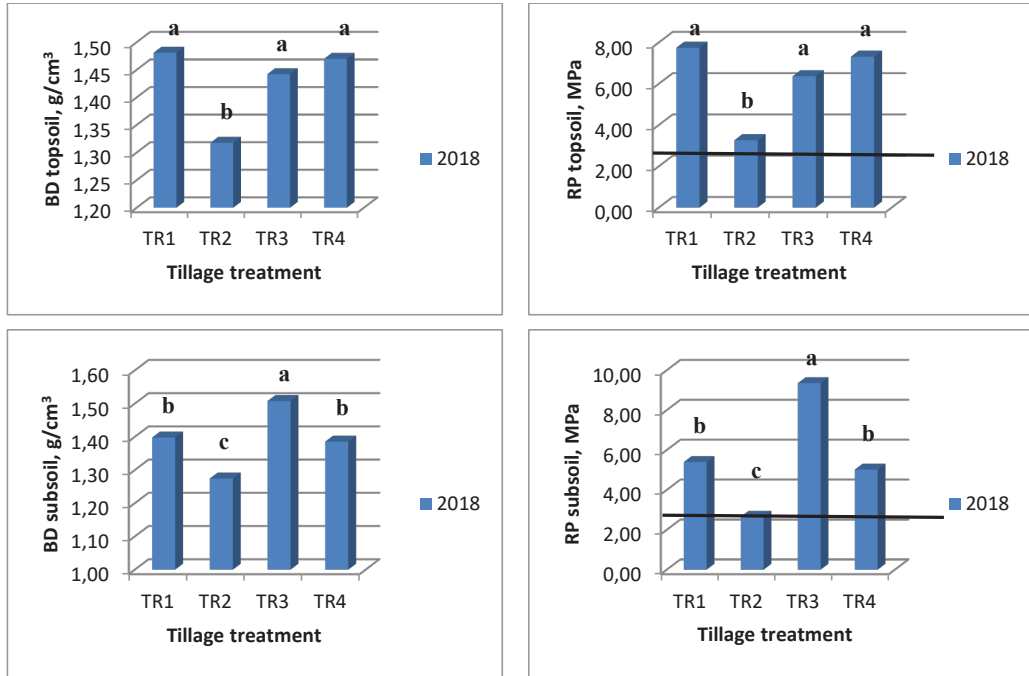 BD topsoil, g/cm³
1,50
1,45
1,40
1,35
1,30
1,25
1,20
a
b
a
a
TR1 TR2 TR3 TR4
Tillage treatment
2018
RP topsoil, MPa
8,00
6,00
4,00
2,00
0,00
a
b
a
a
TR1 TR2 TR3 TR4
Tillage treatment
2018
BD subsoil, g/cm³
1,60
1,50
1,40
1,30
1,20
1,10
1,00
b
c
a
b
TR1 TR2 TR3 TR4
Tillage treatment
2018
RP subsoil, MPa
10,00
8,00
6,00
4,00
2,00
0,00
b
c
a
b
TR1 TR2 TR3 TR4
Tillage treatment
2018